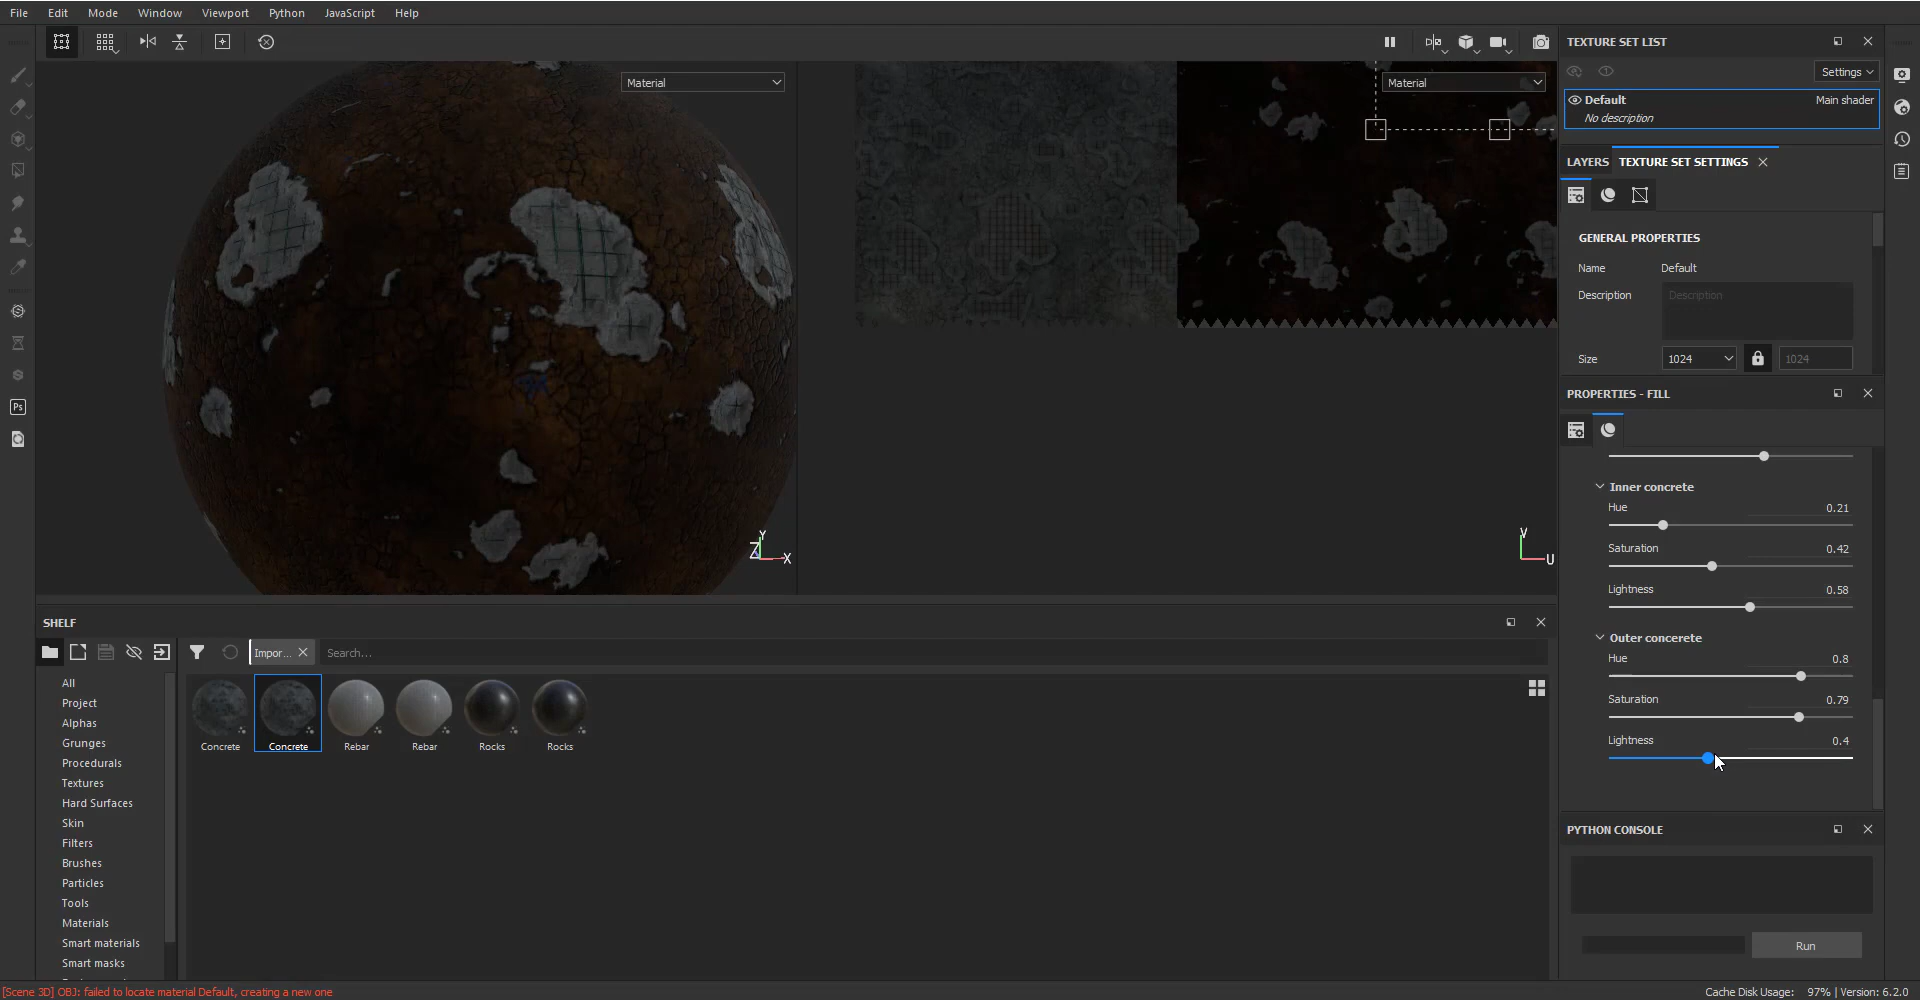 File Edit Mode Window Viewport Python JavaScript Help
Material
Material
TEXTURE SET LIST
Settings
Default Main shader
No description
LAYERS TEXTURE SET SETTINGS
GENERAL PROPERTIES
Name Default
Description Description
Size 1024 1024
PROPERTIES - FILL
Inner concrete
Hue 0.21
Saturation 0.42
Lightness 0.58
Outer concerete
Hue 0.8
Saturation 0.79
Lightness 0.4
PYTHON CONSOLE
Run
Y
Z X
V
U
Ps
SHELF
Impor... Search...
All
Project
Alphas
Grunges
Procedurals
Textures
Hard Surfaces
Skin
Filters
Brushes
Particles
Tools
Materials
Smart materials
Smart masks
Concrete Concrete Rebar Rebar Rocks Rocks
[Scene 3D] OBJ: failed to locate material Default, creating a new one
Cache Disk Usage: 97% | Version: 6.2.0